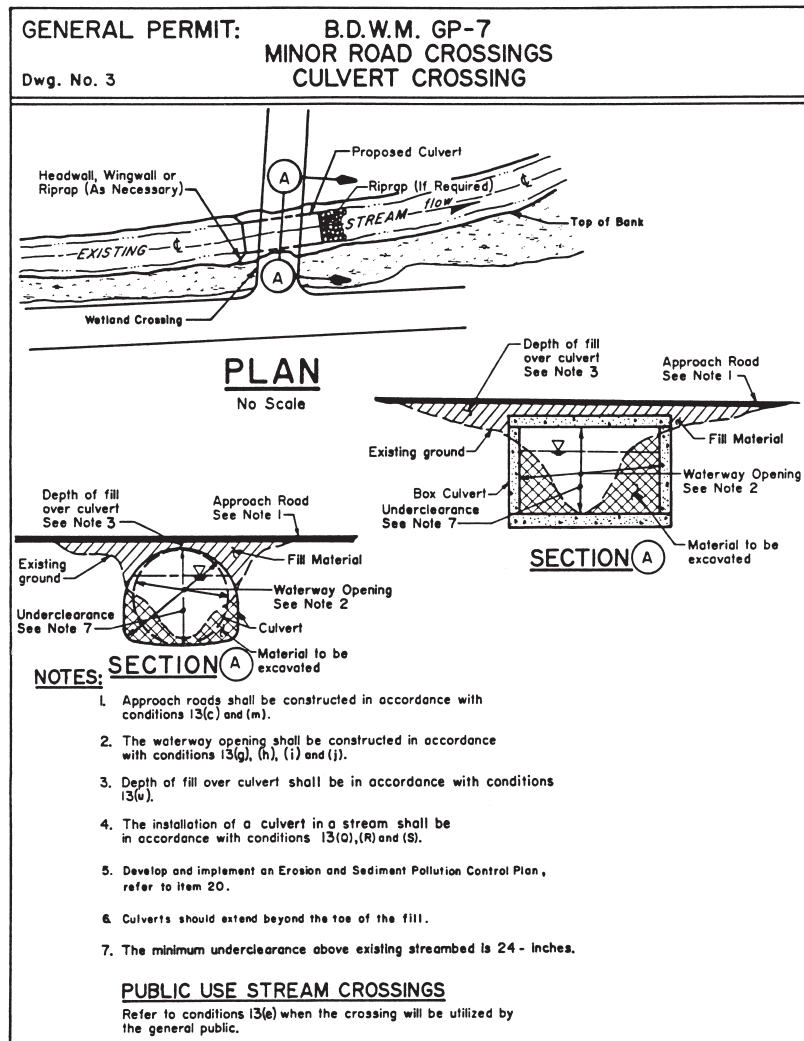 GENERAL PERMIT: B.D.W.M. GP-7
MINOR ROAD CROSSINGS
Dwg. No. 3 CULVERT CROSSING
Proposed Culvert
Headwall, Wingwall or
Riprap (As Necessary)
A
Riprap (If Required)
℄
STREAM flow
Top of Bank
EXISTING ℄
A
Wetland Crossing
PLAN
No Scale
Depth of fill
over culvert
See Note 3
Approach Road
See Note 1
Existing ground
Fill Material
Box Culvert
Underclearance
See Note 7
Waterway Opening
See Note 2
Material to be
excavated
SECTION A
Depth of fill
over culvert
See Note 3
Approach Road
See Note 1
Existing
ground
Fill Material
Waterway Opening
See Note 2
Underclearance
See Note 7
Culvert
Material to be
excavated
SECTION A
NOTES:
1. Approach roads shall be constructed in accordance with
conditions 13(c) and (m).
2. The waterway opening shall be constructed in accordance
with conditions 13(g), (h), (i) and (j).
3. Depth of fill over culvert shall be in accordance with conditions
13(u).
4. The installation of a culvert in a stream shall be
in accordance with conditions 13(Q),(R) and (S).
5. Develop and implement an Erosion and Sediment Pollution Control Plan,
refer to item 20.
6. Culverts should extend beyond the toe of the fill.
7. The minimum underclearance above existing streambed is 24 - inches.
PUBLIC USE STREAM CROSSINGS
Refer to conditions 13(e) when the crossing will be utilized by
the general public.